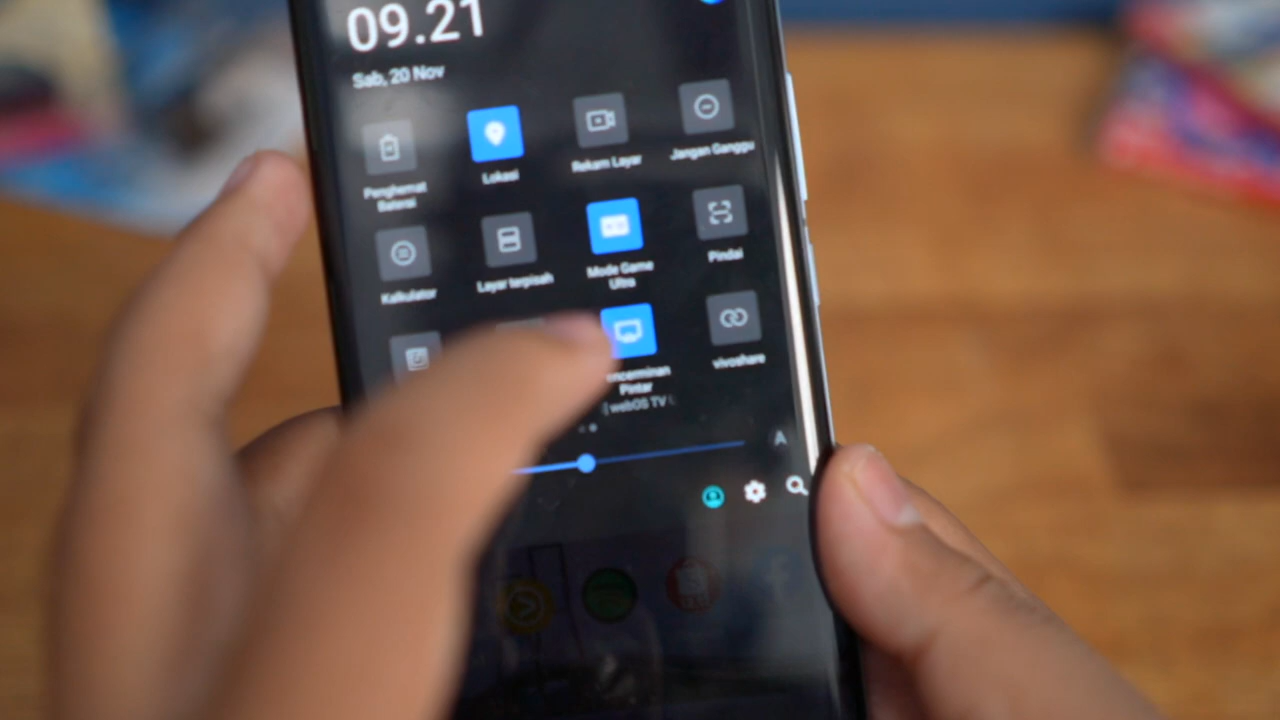 09.21
Sab, 20 Nov
Penghemat
Baterai
Lokasi
Rekam Layar
Jangan Ganggu
Kalkulator
Layar terpisah
Mode Game
Ultra
Pindai
ncerminan
Pintar
webOS TV
vivoshare
A